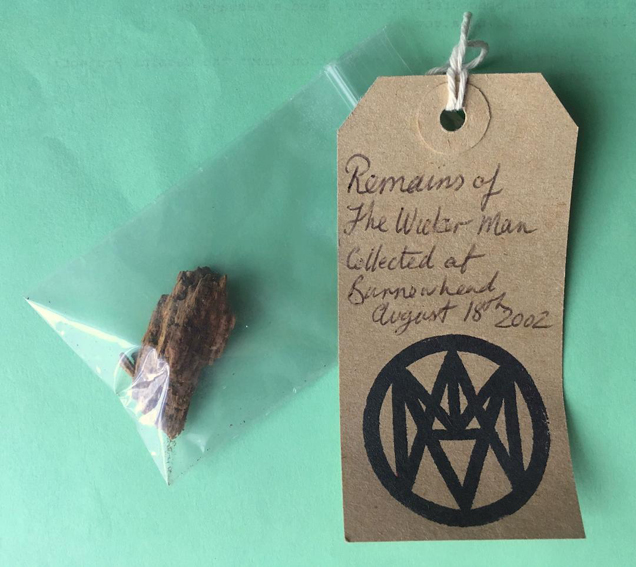 Remains of
The Wicker Man
Collected at
Burrowhead
August 18th 2002